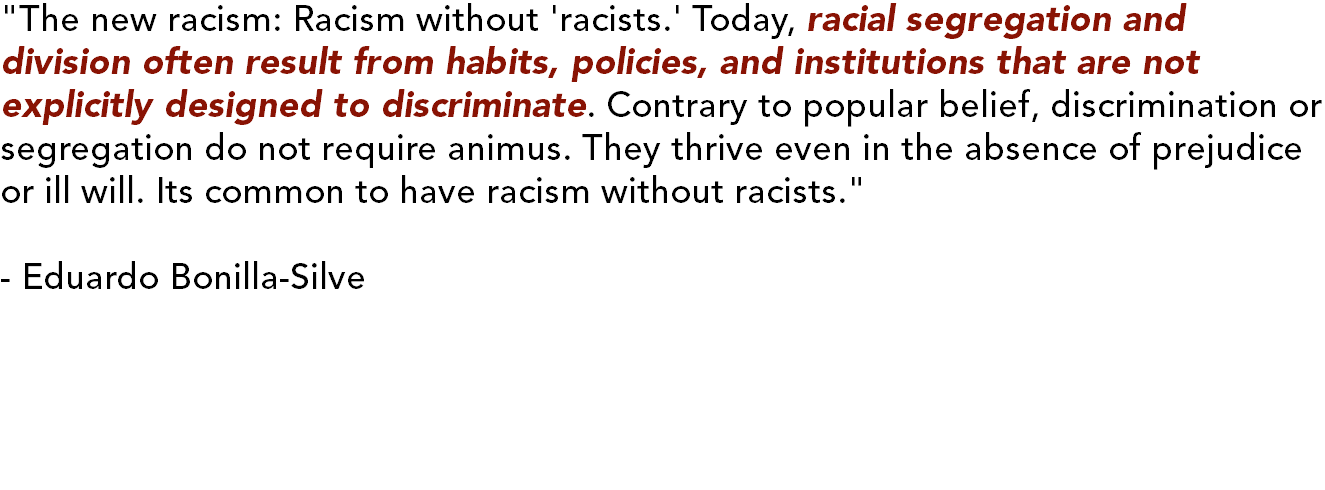 "The new racism: Racism without 'racists.' Today, racial segregation and
division often result from habits, policies, and institutions that are not
explicitly designed to discriminate. Contrary to popular belief, discrimination or
segregation do not require animus. They thrive even in the absence of prejudice
or ill will. Its common to have racism without racists."
- Eduardo Bonilla-Silve